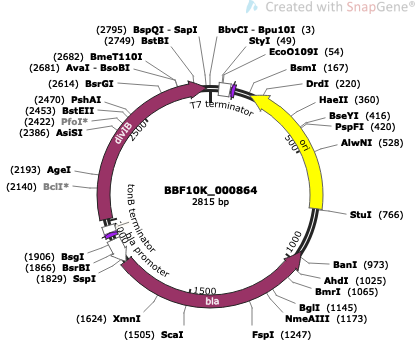 Created with SnapGene®
(2795) BspQI - SapI
(2749) BstBI
(2682) BmeT110I
(2681) AvaI - BsoBI
(2614) BsrGI
(2470) PshAI
(2453) BstEII
(2422) PfoI*
(2386) AsiSI
(2193) AgeI
(2140) BclI*
(1906) BsgI
(1866) BsrBI
(1829) SspI
(1624) XmnI
(1505) ScaI
BbvCI - Bpu10I (3)
StyI (49)
EcoO109I (54)
BsmI (167)
DrdI (220)
HaeII (360)
BseYI (416)
PspFI (420)
AlwNI (528)
StuI (766)
BanI (973)
AhdI (1025)
BmrI (1065)
BglI (1145)
NmeAIII (1173)
FspI (1247)
T7 terminator
divIB
2500
500
ori
BBF10K_000864
2815 bp
tonB terminator
bla promoter
2000
1000
1500
bla